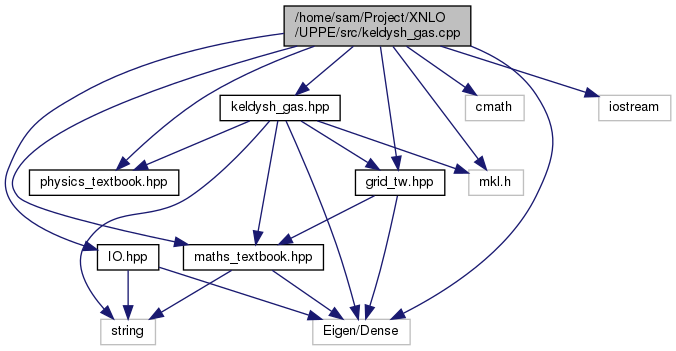 /home/sam/Project/XNLO
/UPPE/src/keldysh_gas.cpp
keldysh_gas.hpp
cmath
iostream
physics_textbook.hpp
grid_tw.hpp
mkl.h
IO.hpp
maths_textbook.hpp
string
Eigen/Dense